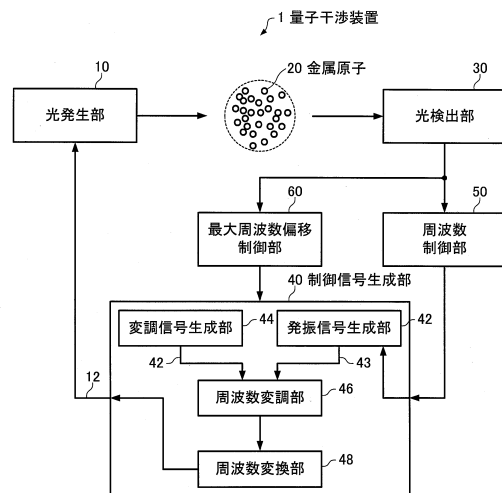 1 量子干渉装置
10
20 金属原子
30
光発生部
光検出部
60
50
最大周波数偏移
制御部
周波数
制御部
40 制御信号生成部
変調信号生成部
44
発振信号生成部
42
42
43
12
周波数変調部
46
周波数変換部
48